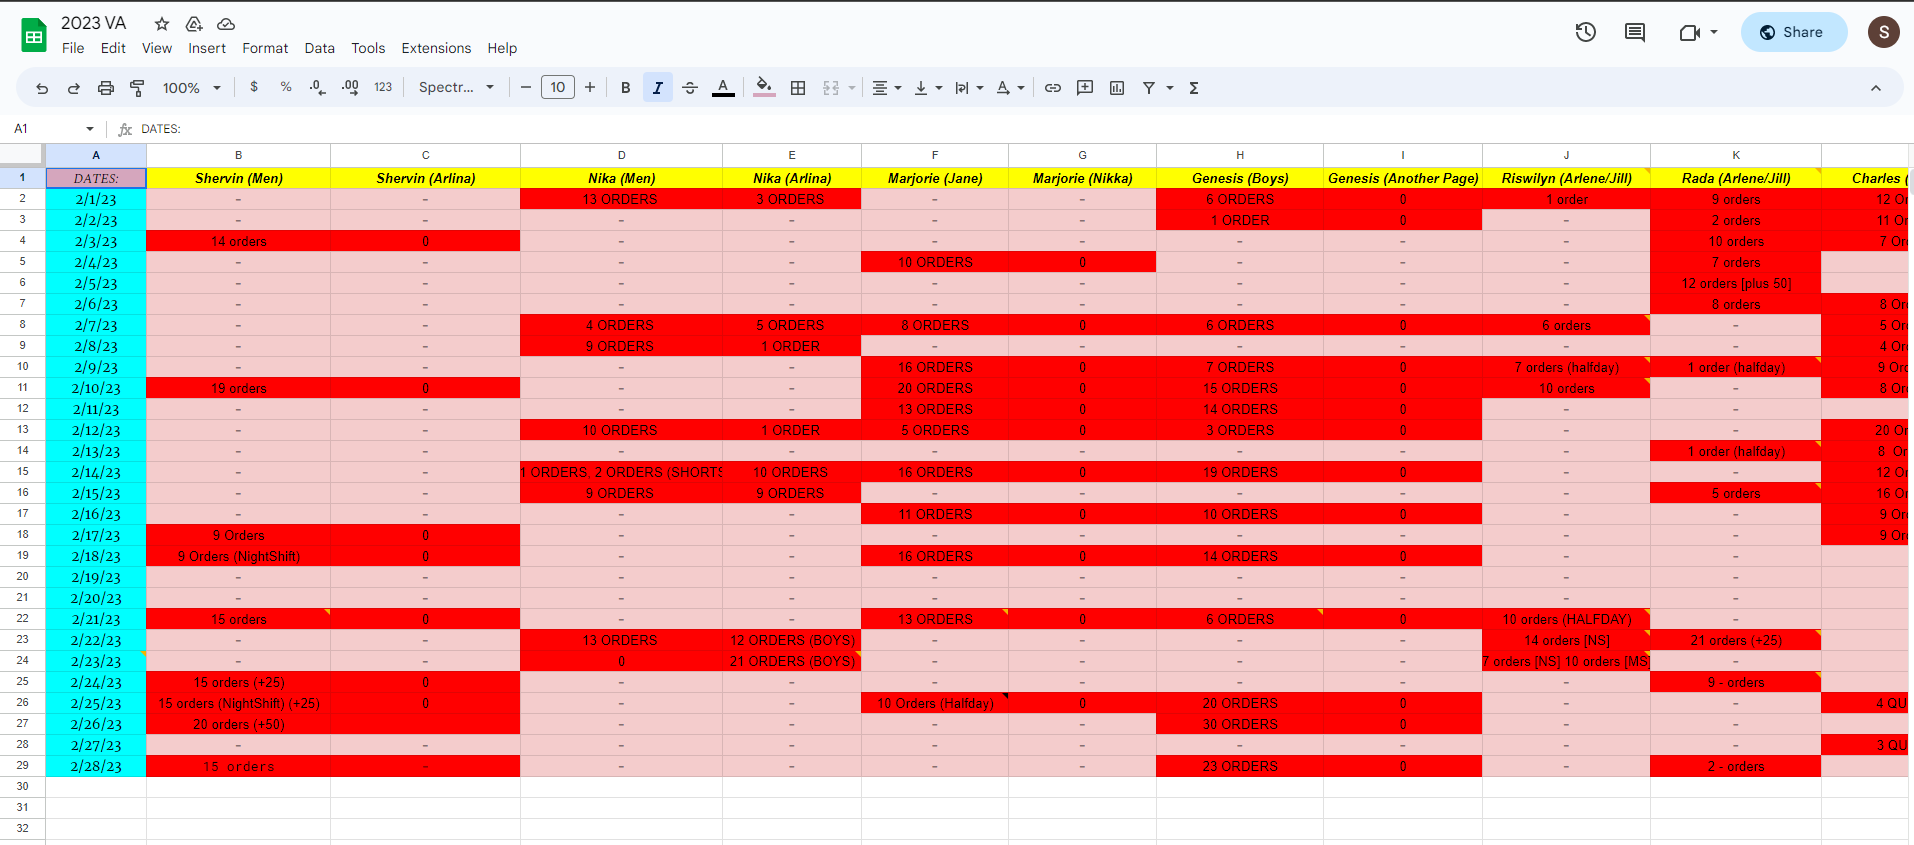 2023 VA
File Edit View Insert Format Data Tools Extensions Help
Share
S
100% $ % .0 .00 123 Spectr... 10 B I A
A1 fx DATES:
A B C D E F G H I J K
1 DATES: Shervin (Men) Shervin (Arlina) Nika (Men) Nika (Arlina) Marjorie (Jane) Marjorie (Nikka) Genesis (Boys) Genesis (Another Page) Riswilyn (Arlene/Jill) Rada (Arlene/Jill) Charles (
2 2/1/23 - - 13 ORDERS 3 ORDERS - - 6 ORDERS 0 1 order 9 orders 12 Or
3 2/2/23 - - - - - - 1 ORDER 0 - 2 orders 11 Or
4 2/3/23 14 orders 0 - - - - - - - 10 orders 7 Or
5 2/4/23 - - - - 10 ORDERS 0 - - - 7 orders
6 2/5/23 - - - - - - - - - 12 orders [plus 50]
7 2/6/23 - - - - - - - - - 8 orders 8 Or
8 2/7/23 - - 4 ORDERS 5 ORDERS 8 ORDERS 0 6 ORDERS 0 6 orders - 5 Or
9 2/8/23 - - 9 ORDERS 1 ORDER - - - - - - 4 Or
10 2/9/23 - - - - 16 ORDERS 0 7 ORDERS 0 7 orders (halfday) 1 order (halfday) 9 Or
11 2/10/23 19 orders 0 - - 20 ORDERS 0 15 ORDERS 0 10 orders - 8 Or
12 2/11/23 - - - - 13 ORDERS 0 14 ORDERS 0 - -
13 2/12/23 - - 10 ORDERS 1 ORDER 5 ORDERS 0 3 ORDERS 0 - - 20 Or
14 2/13/23 - - - - - - - - - 1 order (halfday) 8 Or
15 2/14/23 - - 1 ORDERS, 2 ORDERS (SHORTS 10 ORDERS 16 ORDERS 0 19 ORDERS 0 - - 12 Or
16 2/15/23 - - 9 ORDERS 9 ORDERS - - - - - 5 orders 16 Or
17 2/16/23 - - - - 11 ORDERS 0 10 ORDERS 0 - - 9 Or
18 2/17/23 9 Orders 0 - - - - - - - - 9 Or
19 2/18/23 9 Orders (NightShift) 0 - - 16 ORDERS 0 14 ORDERS 0 - -
20 2/19/23 - - - - - - - - - -
21 2/20/23 - - - - - - - - - -
22 2/21/23 15 orders 0 - - 13 ORDERS 0 6 ORDERS 0 10 orders (HALFDAY) -
23 2/22/23 - - 13 ORDERS 12 ORDERS (BOYS) - - - - 14 orders [NS] 21 orders (+25)
24 2/23/23 - - 0 21 ORDERS (BOYS) - - - - 7 orders [NS] 10 orders [MS -
25 2/24/23 15 orders (+25) 0 - - - - - - - 9 - orders
26 2/25/23 15 orders (NightShift) (+25) 0 - - 10 Orders (Halfday) 0 20 ORDERS 0 - - 4 QU
27 2/26/23 20 orders (+50) - - - - 30 ORDERS 0 - -
28 2/27/23 - - - - - - - - - - 3 QU
29 2/28/23 15 orders - - - - - 23 ORDERS 0 - 2 - orders
30
31
32